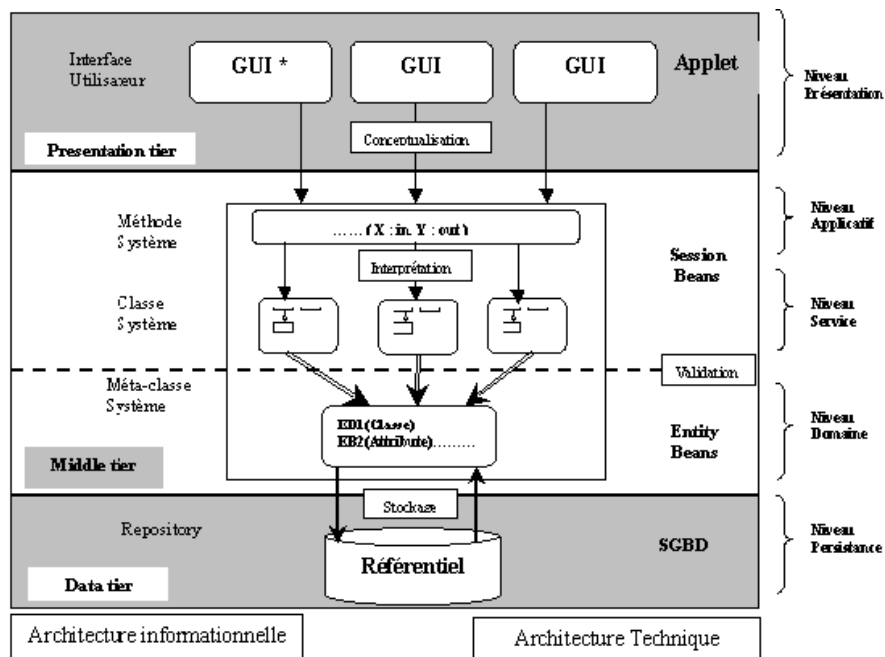 Interface
Utilisateur
GUI *
GUI
GUI
Applet
Niveau
Présentation
Conceptualisation
Presentation tier
Méthode
Système
...... ( X : in, Y : out )
Niveau
Applicatif
Interprétation
Session
Beans
Classe
Système
Niveau
Service
Validation
Méta-classe
Système
EB1(Classe)
EB2(Attribute).........
Entity
Beans
Niveau
Domaine
Middle tier
Stockage
Repository
Référentiel
SGBD
Niveau
Persistance
Data tier
Architecture informationnelle
Architecture Technique